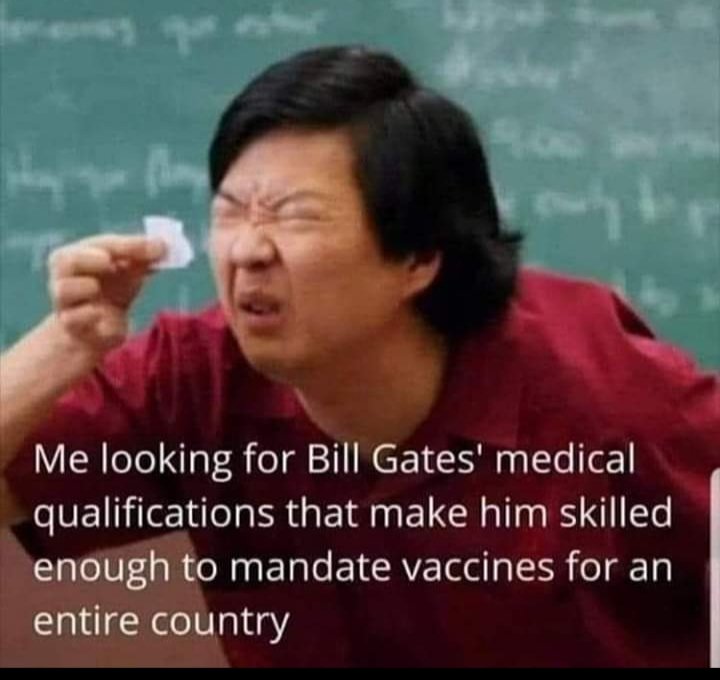 Me looking for Bill Gates' medical
qualifications that make him skilled
enough to mandate vaccines for an
entire country